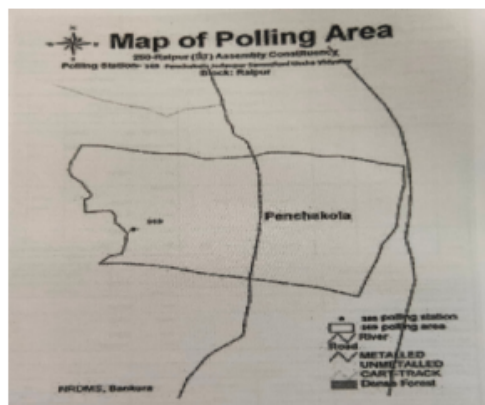 Map of Polling Area
250-Raipur (ST) Assembly Constituency
Polling Station-
Block: Raipur
Penchakola
polling station
polling area
River
Road
METALLED
UNMETALLED
CART-TRACK
Dense Forest
NRDMS, Bankura